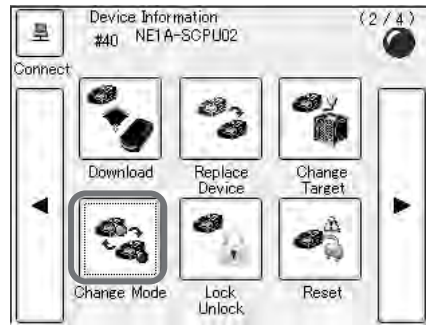 Device Information
(2/4)
#40 NE1A-SCPU02
Connect
Download
Replace
Device
Change
Target
Change Mode
Lock
Unlock
Reset